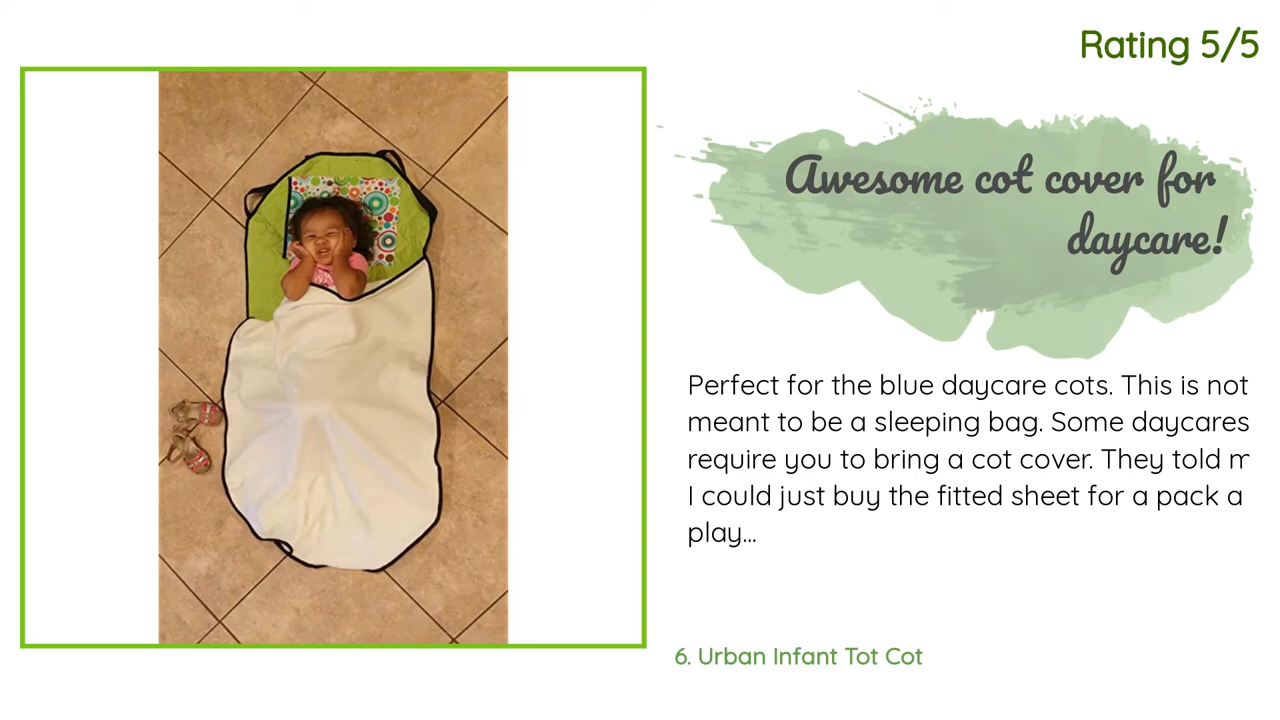 Rating 5/5
Awesome cot cover for
daycare!
Perfect for the blue daycare cots. This is not
meant to be a sleeping bag. Some daycares
require you to bring a cot cover. They told
I could just buy the fitted sheet for a pack a
play...
6. Urban Infant Tot Cot